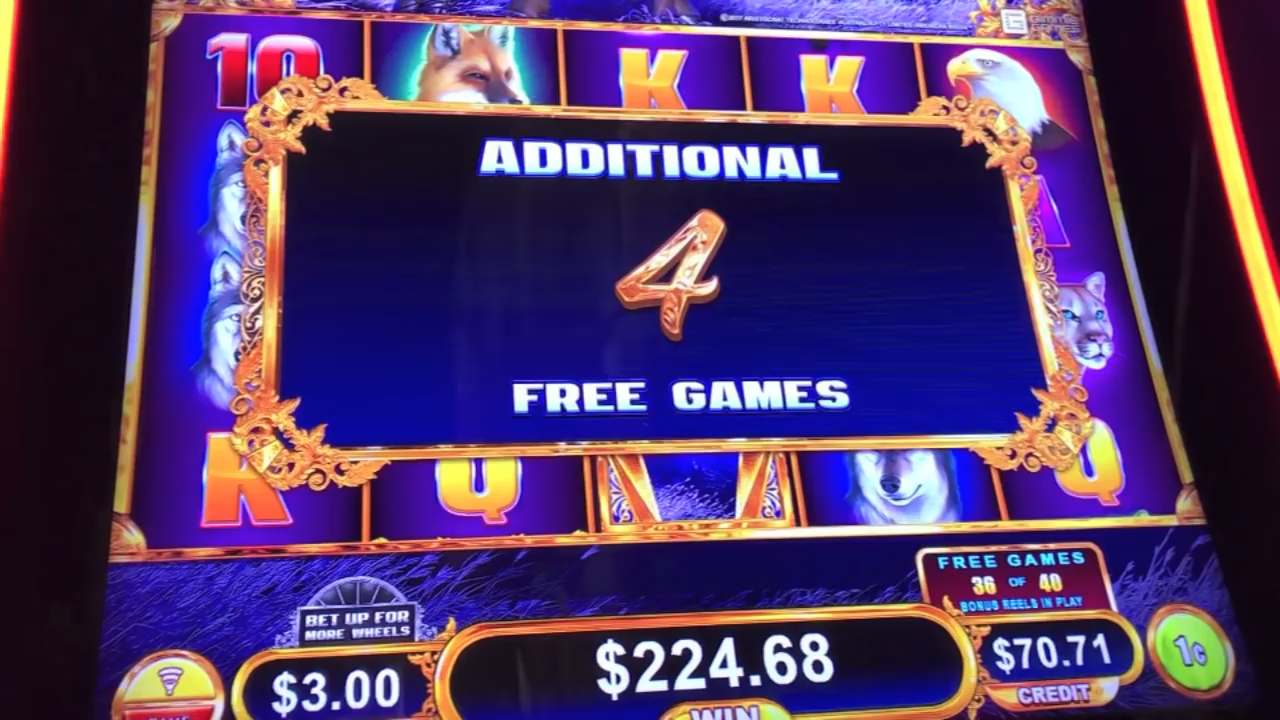 10
K
K
ADDITIONAL
4
FREE GAMES
K
Q
Q
FREE GAMES
36 OF 40
BONUS REELS IN PLAY
BET UP FOR
MORE WHEELS
$3.00
$224.68
$70.71
1¢
WIN
CREDIT